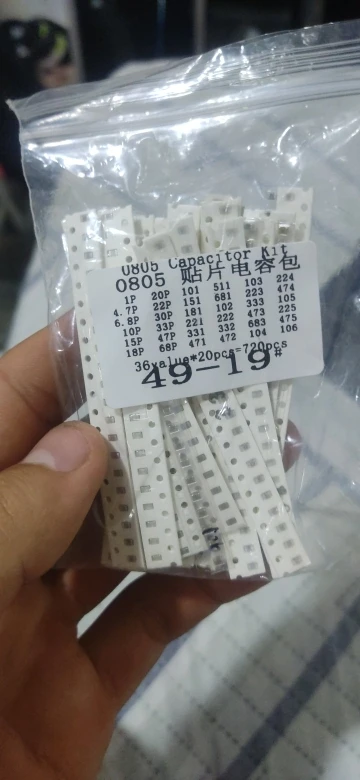 0805 Capacitor Kit
0805 贴片电容包
1P 20P 101 511 103 224
4.7P 22P 151 681 223 474
6.8P 30P 181 102 333 105
10P 33P 221 222 473 225
15P 47P 331 332 683 475
18P 68P 471 472 104 106
36value*20pcs=720pcs
49-19#